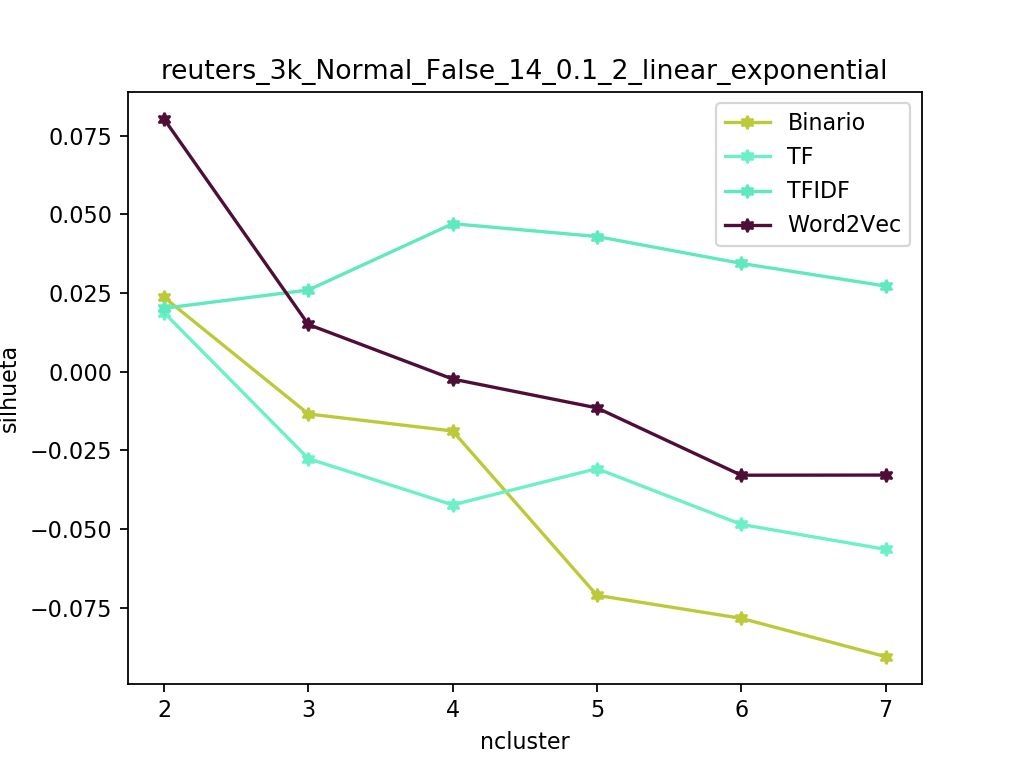 reuters_3k_Normal_False_14_0.1_2_linear_exponential
Binario
TF
TFIDF
Word2Vec
0.075
0.050
0.025
0.000
−0.025
−0.050
−0.075
silhueta
2 3 4 5 6 7
ncluster